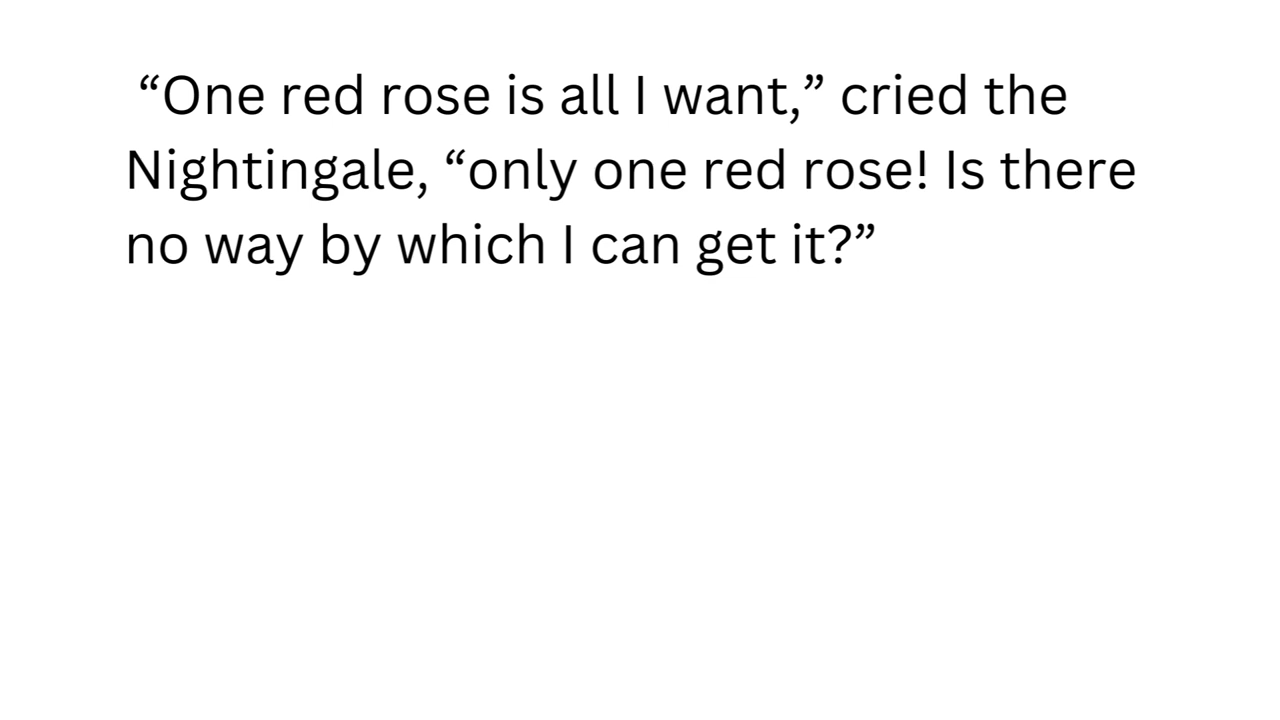 “One red rose is all I want,” cried the
Nightingale, “only one red rose! Is there
no way by which I can get it?”